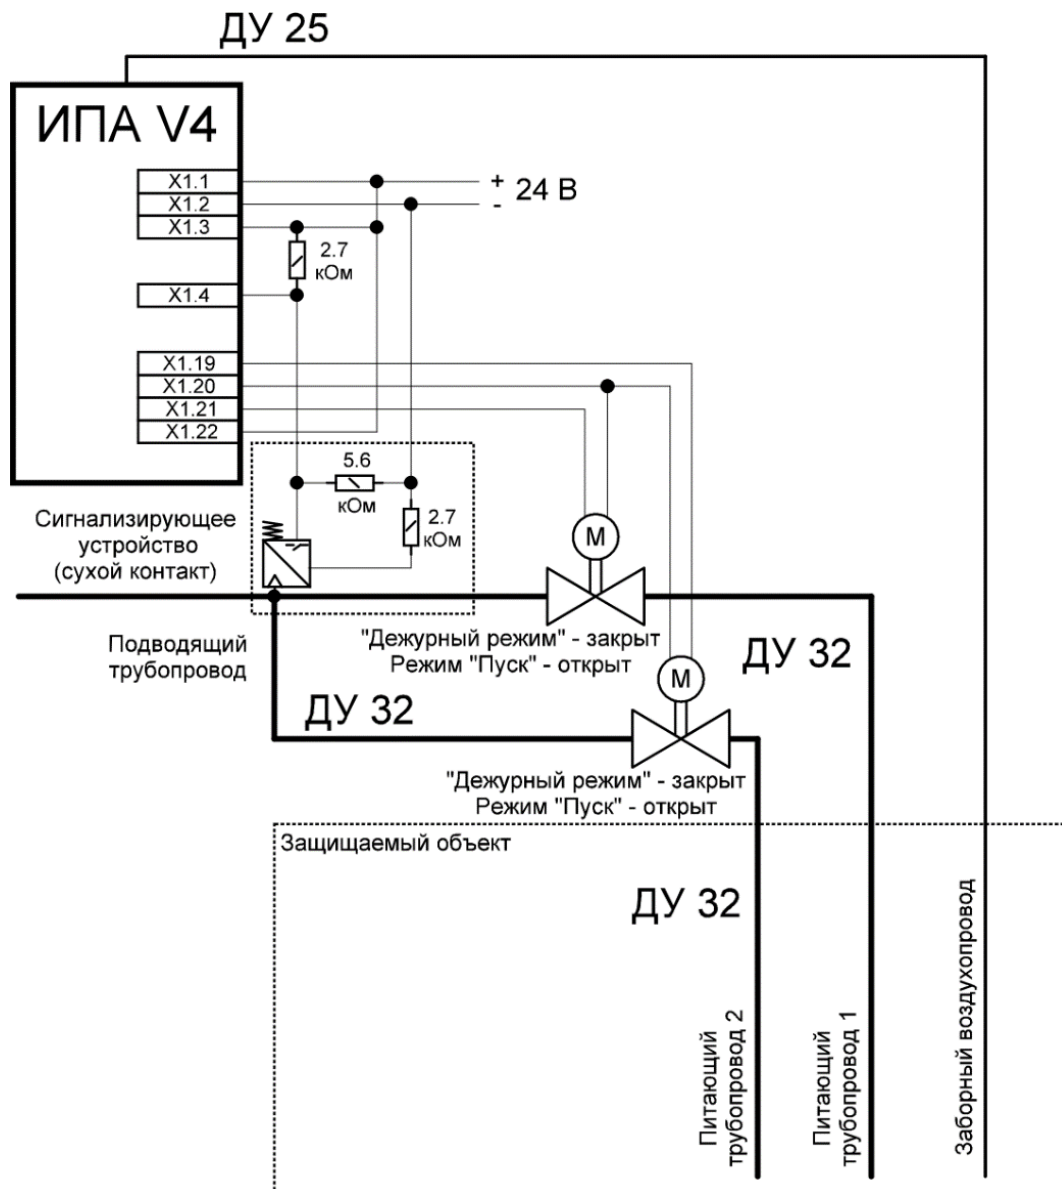 ДУ 25
ИПА V4
X1.1
X1.2
X1.3
X1.4
X1.19
X1.20
X1.21
X1.22
+
-
24 В
2.7
кОм
5.6
кОм
2.7
кОм
Сигнализирующее
устройство
(сухой контакт)
М
Подводящий
трубопровод
"Дежурный режим" - закрыт
Режим "Пуск" - открыт
ДУ 32
М
ДУ 32
"Дежурный режим" - закрыт
Режим "Пуск" - открыт
Защищаемый объект
ДУ 32
Питающий
трубопровод 2
Питающий
трубопровод 1
Заборный воздухопровод